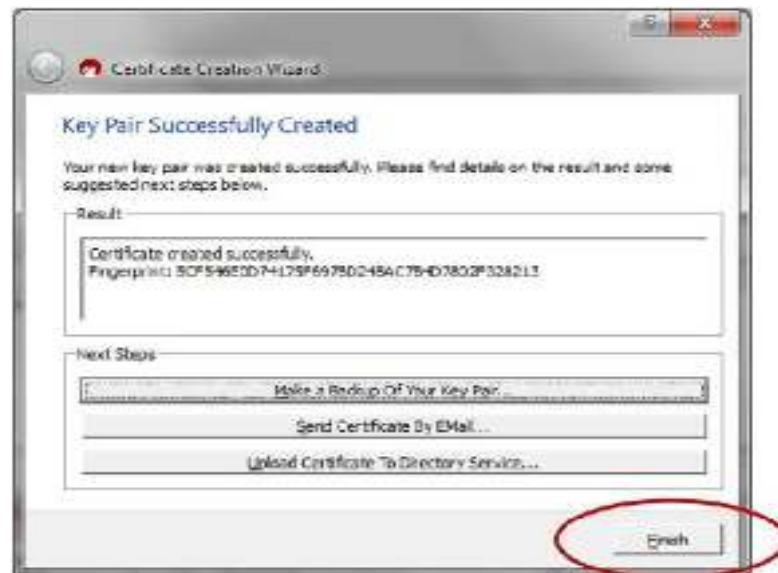 Certificate Creation Wizard
Key Pair Successfully Created
Your new key pair was created successfully. Please find details on the result and some
suggested next steps below.
Result
Certificate created successfully.
Fingerprint:
Next Steps
Make a Backup Of Your Key Pair...
Send Certificate By EMail...
Upload Certificate To Directory Service...
Finish